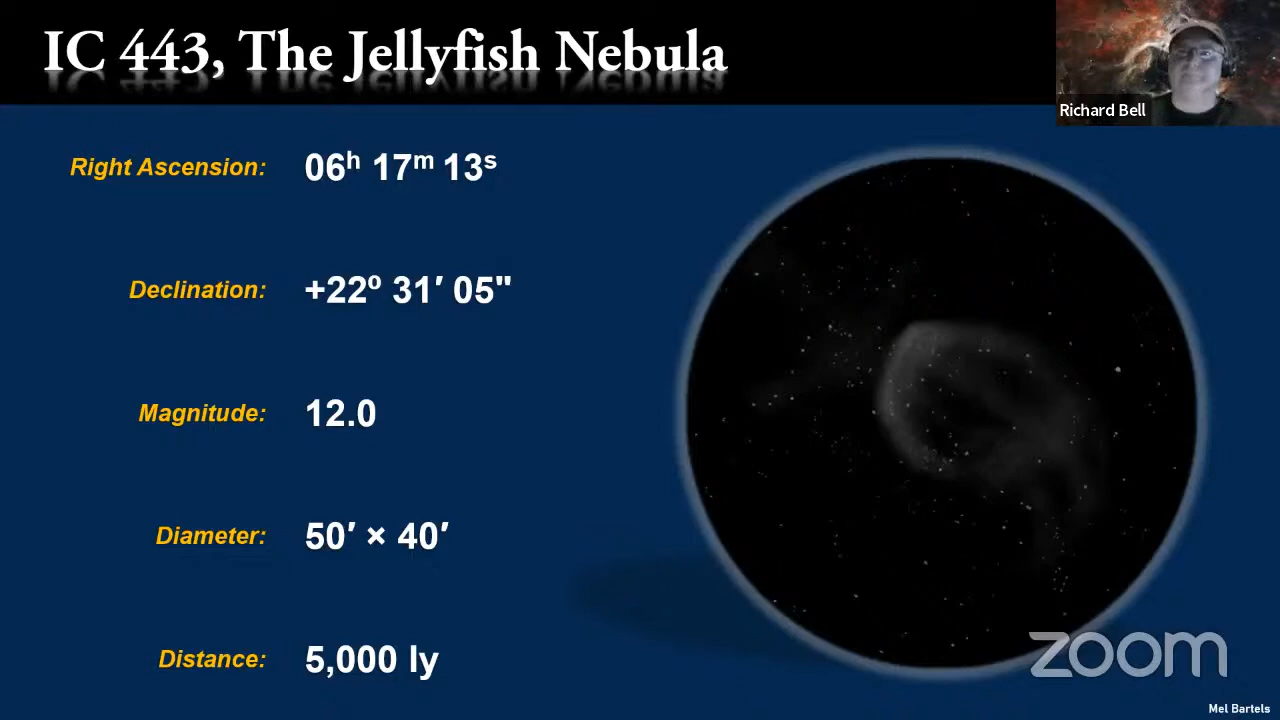 IC 443, The Jellyfish Nebula
Richard Bell
Right Ascension: 06ʰ 17ᵐ 13ˢ
Declination: +22º 31′ 05"
Magnitude: 12.0
Diameter: 50′ × 40′
Distance: 5,000 ly
zoom
Mel Bartels